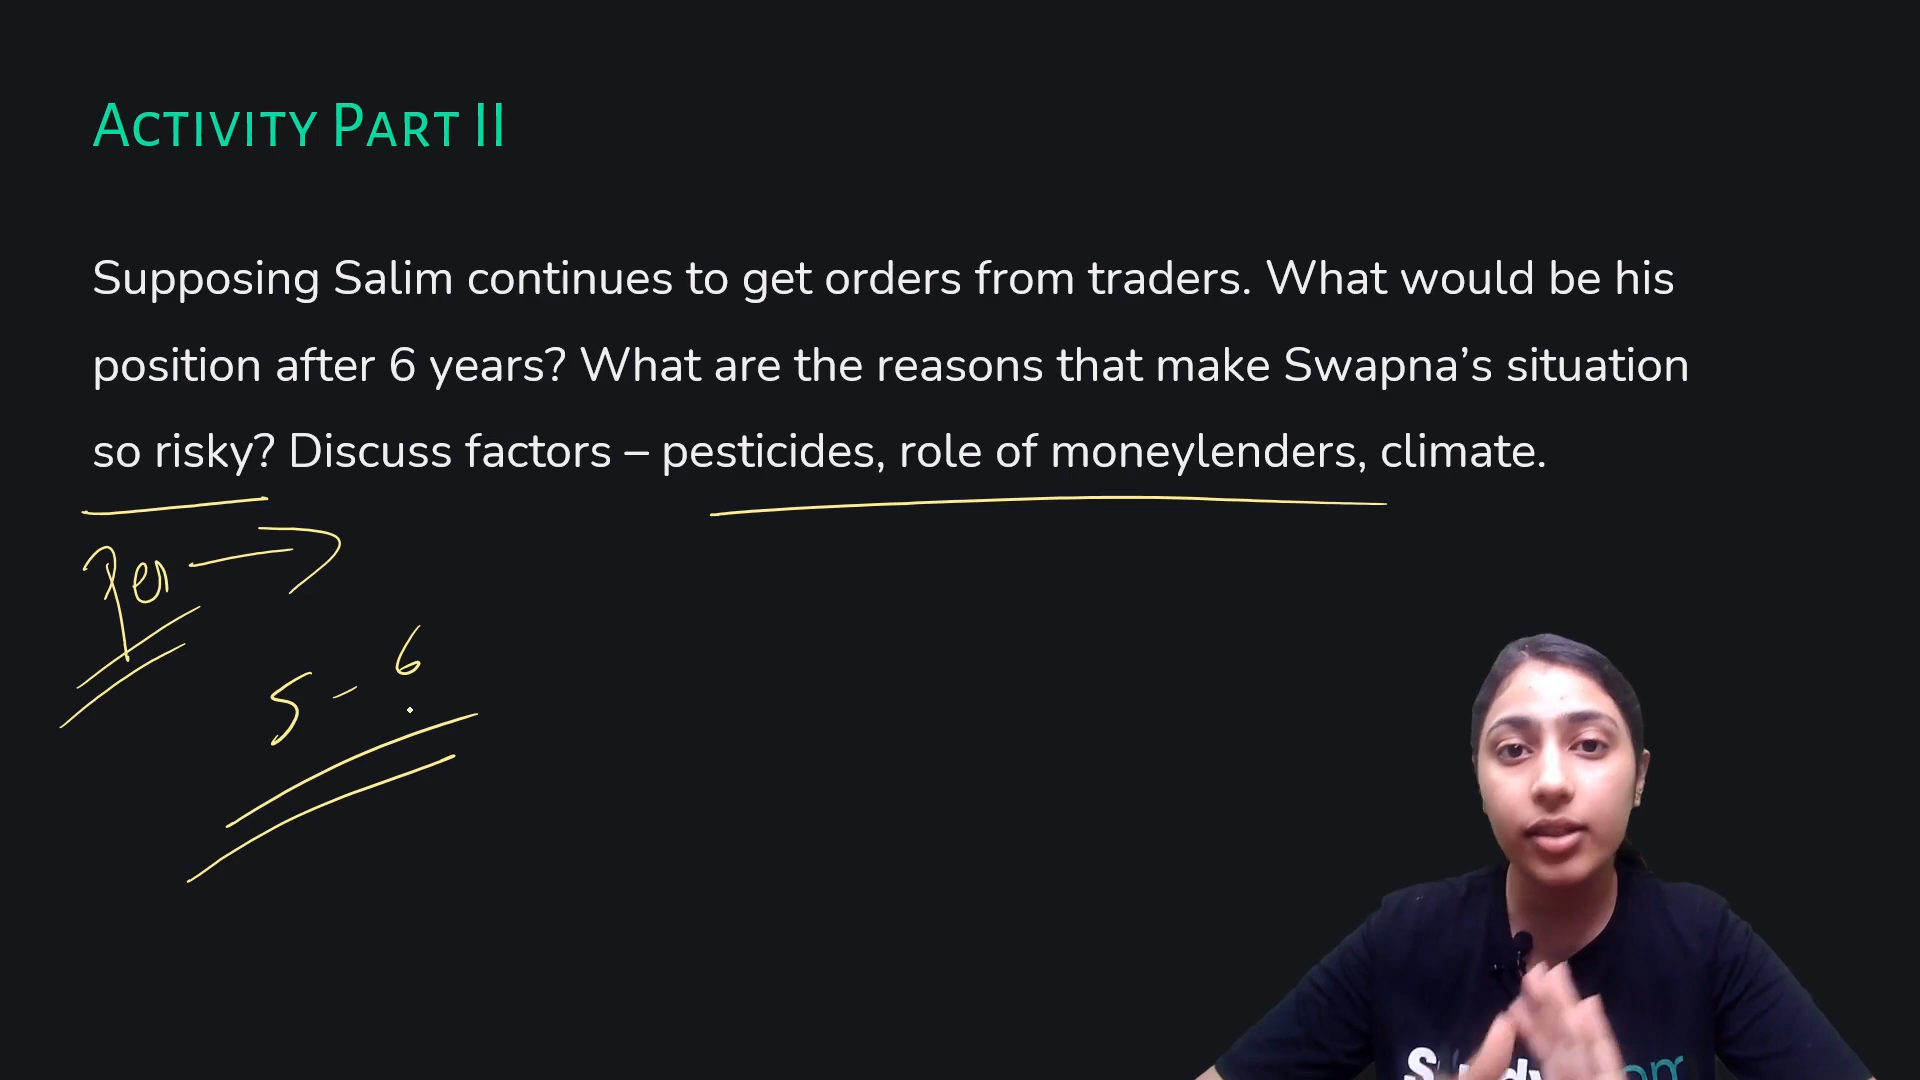 Activity Part II
Supposing Salim continues to get orders from traders. What would be his
position after 6 years? What are the reasons that make Swapna’s situation
so risky? Discuss factors – pesticides, role of moneylenders, climate.
5 - 6